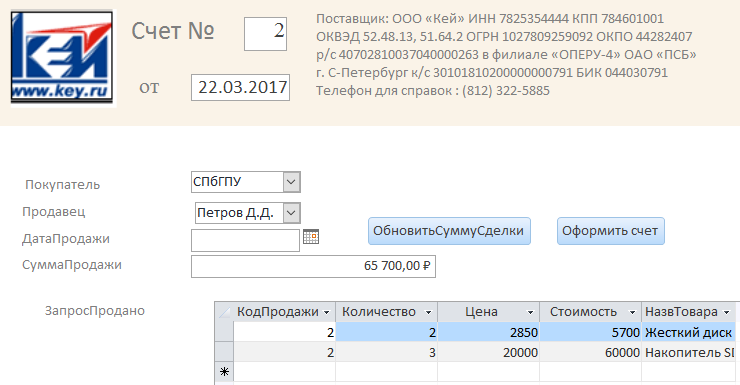 КЕЙ
www.key.ru
Счет № 2
от 22.03.2017
Поставщик: ООО «Кей» ИНН 7825354444 КПП 784601001
ОКВЭД 52.48.13, 51.64.2 ОГРН 1027809259092 ОКПО 44282407
р/с 40702810037040000263 в филиале «ОПЕРУ-4» ОАО «ПСБ»
г. С-Петербург к/с 30101810200000000791 БИК 044030791
Телефон для справок : (812) 322-5885
Покупатель СПбГПУ
Продавец Петров Д.Д.
ДатаПродажи
ОбновитьСуммуСделки Оформить счет
СуммаПродажи 65 700,00 ₽
ЗапросПродано
КодПродажи Количество Цена Стоимость НазвТовара
2 2 2850 5700 Жесткий диск
2 3 20000 60000 Накопитель